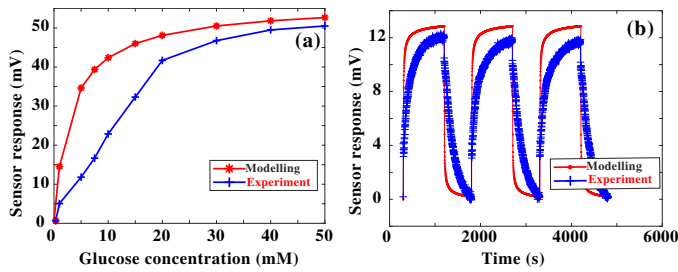 60
50
40
30
20
10
0
0
10
20
30
40
50
Sensor response (mV)
Glucose concentration (mM)
(a)
Modelling
Experiment
12
8
4
0
0
2000
4000
6000
Sensor response (mV)
Time (s)
(b)
Modelling
Experiment